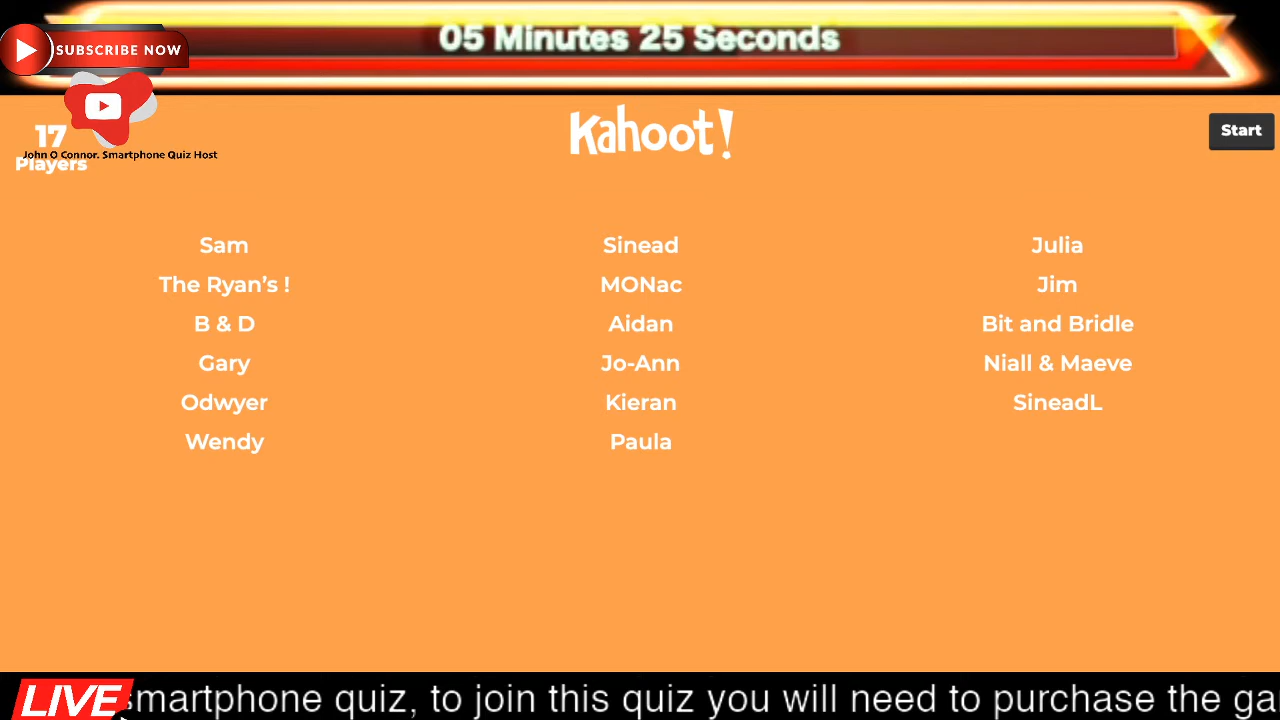 05 Minutes 25 Seconds
SUBSCRIBE NOW
Kahoot!
Start
17
John O Connor. Smartphone Quiz Host
Players
Sam Sinead Julia
The Ryan’s ! MONac Jim
B & D Aidan Bit and Bridle
Gary Jo-Ann Niall & Maeve
Odwyer Kieran SineadL
Wendy Paula
LIVE smartphone quiz, to join this quiz you will need to purchase the ga